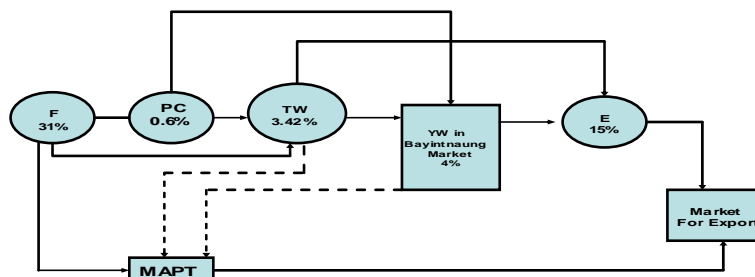 F
31%
PC
0.6%
TW
3.42%
YW in
Bayintnaung
Market
4%
E
15%
Market
For Export
MAPT